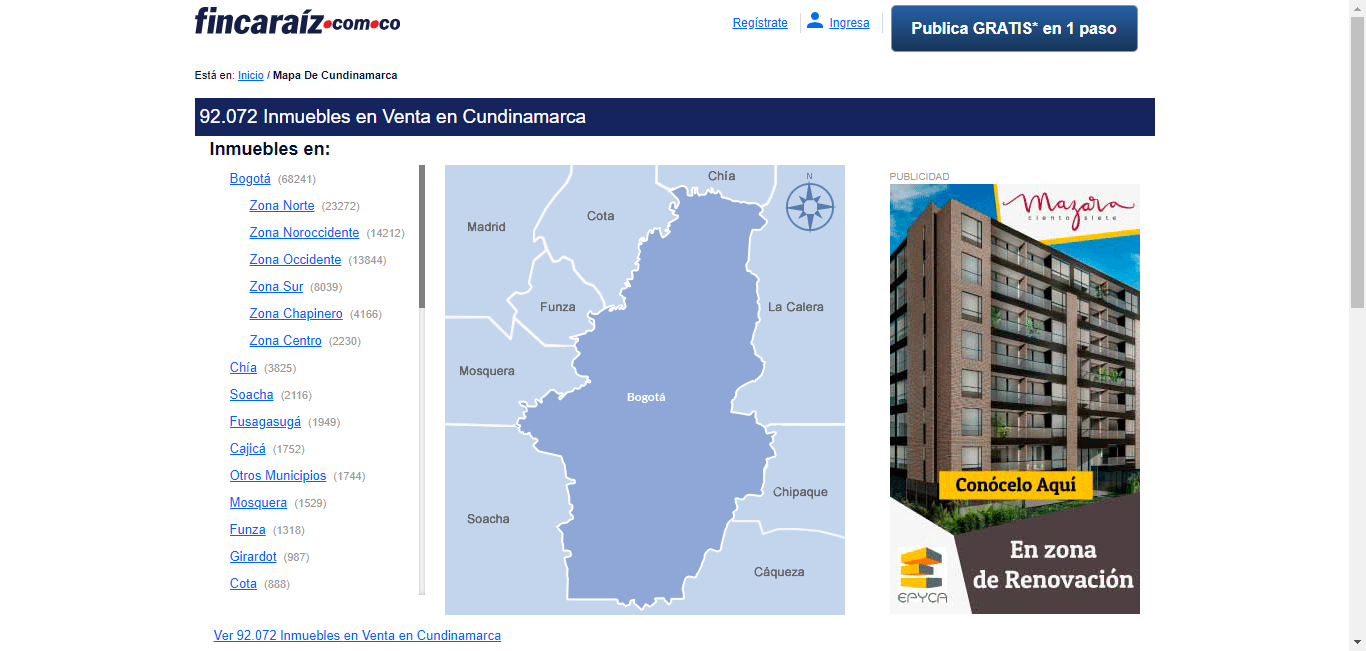 fincaraíz.com.co
Regístrate
Ingresa
Publica GRATIS* en 1 paso
Está en: Inicio / Mapa De Cundinamarca
92.072 Inmuebles en Venta en Cundinamarca
Inmuebles en:
Bogotá (68241)
Zona Norte (23272)
Zona Noroccidente (14212)
Zona Occidente (13844)
Zona Sur (8039)
Zona Chapinero (4166)
Zona Centro (2230)
Chía (3825)
Soacha (2116)
Fusagasugá (1949)
Cajicá (1752)
Otros Municipios (1744)
Mosquera (1529)
Funza (1318)
Girardot (987)
Cota (888)
Ver 92.072 Inmuebles en Venta en Cundinamarca
Chía
N
Cota
Madrid
Funza
La Calera
Mosquera
Bogotá
Chipaque
Soacha
Cáqueza
PUBLICIDAD
Mazara
ciento siete
Conócelo Aquí
En zona
de Renovación
EPYCA